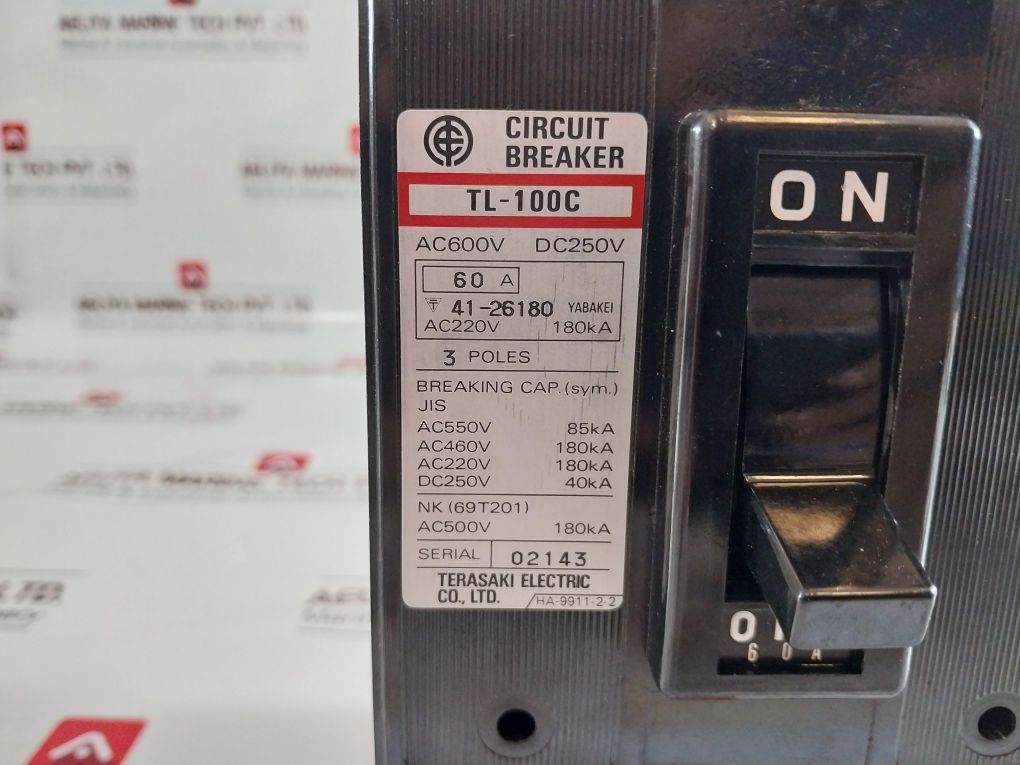 CIRCUIT
BREAKER
TL-100C
AC600V DC250V
60 A
41-26180 YABAKEI
AC220V 180kA
3 POLES
BREAKING CAP.(sym.)
JIS
AC550V 85kA
AC460V 180kA
AC220V 180kA
DC250V 40kA
NK (69T201)
AC500V 180kA
SERIAL 02143
TERASAKI ELECTRIC
CO., LTD. HA-9911-2-2
ON
60A